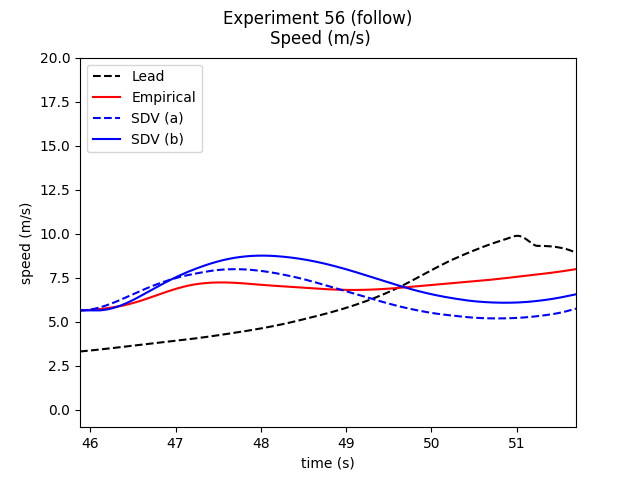 Experiment 56 (follow)
Speed (m/s)
20.0
17.5
15.0
12.5
10.0
7.5
5.0
2.5
0.0
speed (m/s)
Lead
Empirical
SDV (a)
SDV (b)
46 47 48 49 50 51
time (s)